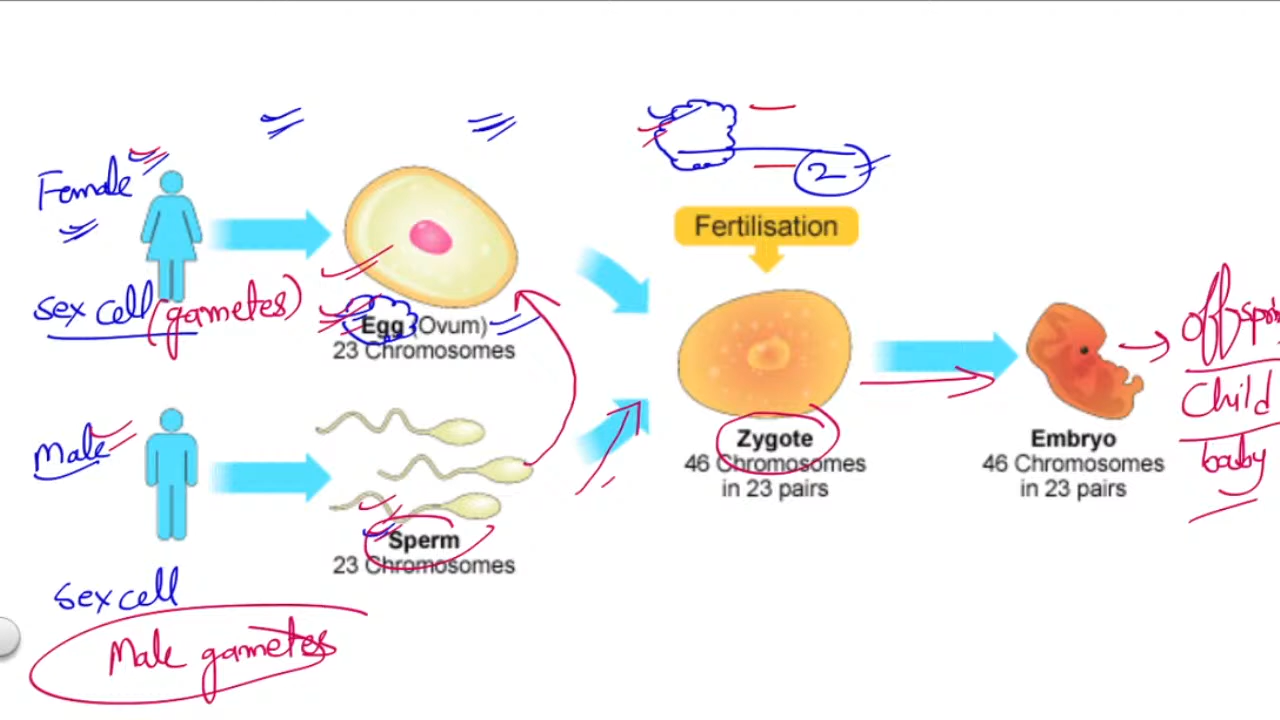 Female
sex cell (gametes)
Egg (Ovum)
23 Chromosomes
Male
Sperm
23 Chromosomes
sex cell
Male gametes
2
Fertilisation
Zygote
46 Chromosomes
in 23 pairs
Embryo
46 Chromosomes
in 23 pairs
Child
baby